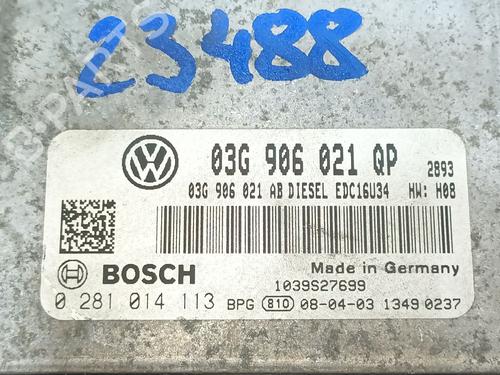 23488
03G 906 021 QP 2893
03G 906 021 AB DIESEL EDC16U34 HW: H08
BOSCH
Made in Germany
1039S27699
0 281 014 113 BPG 810 08-04-03 1349 0237